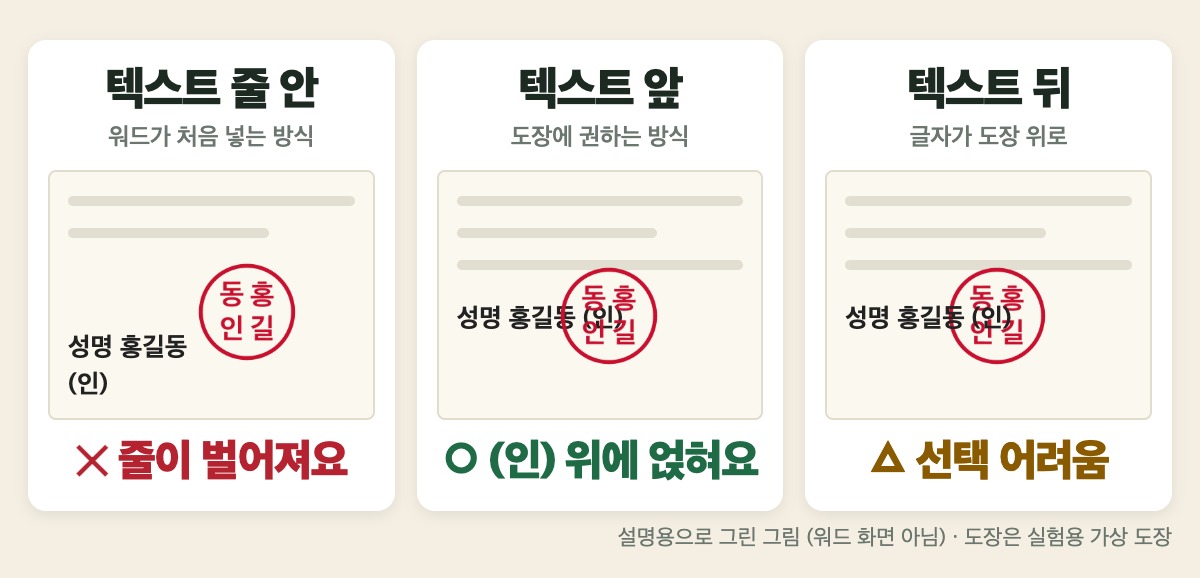 텍스트 줄 안
워드가 처음 넣는 방식
동홍
인길
성명 홍길동
(인)
✕ 줄이 벌어져요
텍스트 앞
도장에 권하는 방식
동홍
성명 홍길동 (인)
인길
○ (인) 위에 얹혀요
텍스트 뒤
글자가 도장 위로
동홍
성명 홍길동 (인)
인길
△ 선택 어려움
설명용으로 그린 그림 (워드 화면 아님) · 도장은 실험용 가상 도장